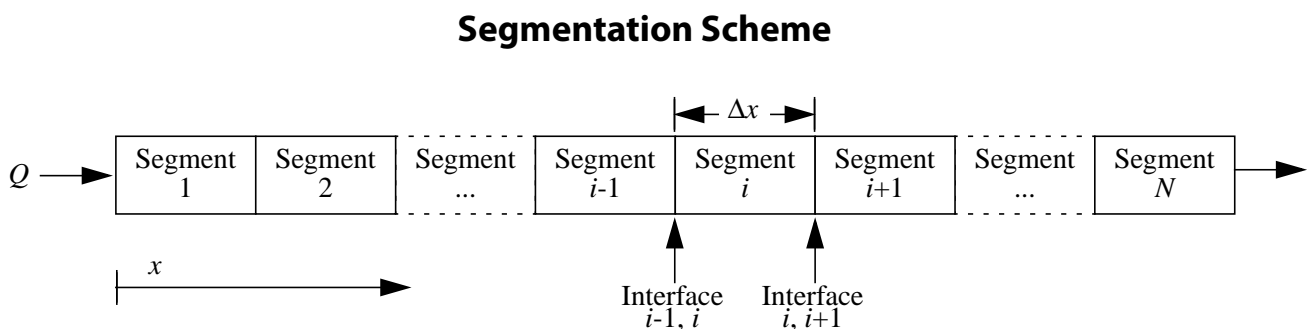 Segmentation Scheme
Δx
Q
Segment
1
Segment
2
Segment
...
Segment
i-1
Segment
i
Segment
i+1
Segment
...
Segment
N
x
Interface
i-1, i
Interface
i, i+1